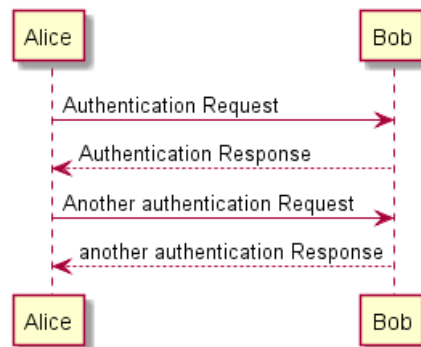 Alice Bob
Authentication Request
Authentication Response
Another authentication Request
another authentication Response
Alice Bob